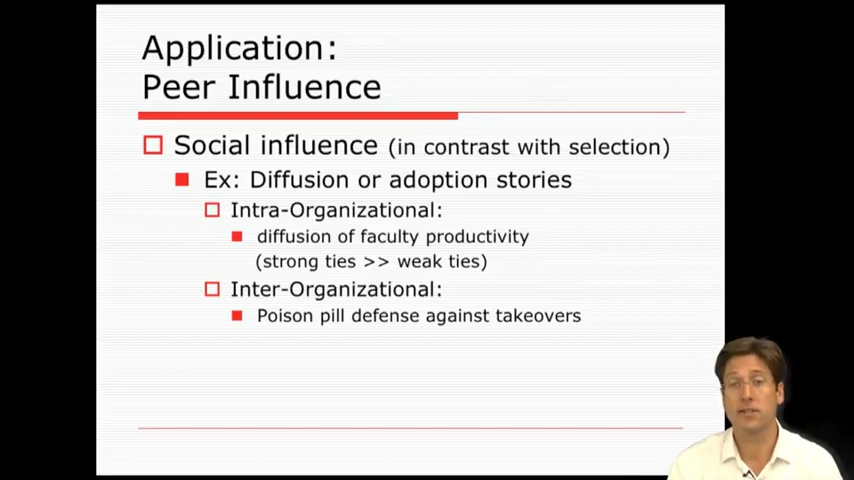 Application:
Peer Influence
Social influence (in contrast with selection)
Ex: Diffusion or adoption stories
Intra-Organizational:
diffusion of faculty productivity
(strong ties >> weak ties)
Inter-Organizational:
Poison pill defense against takeovers